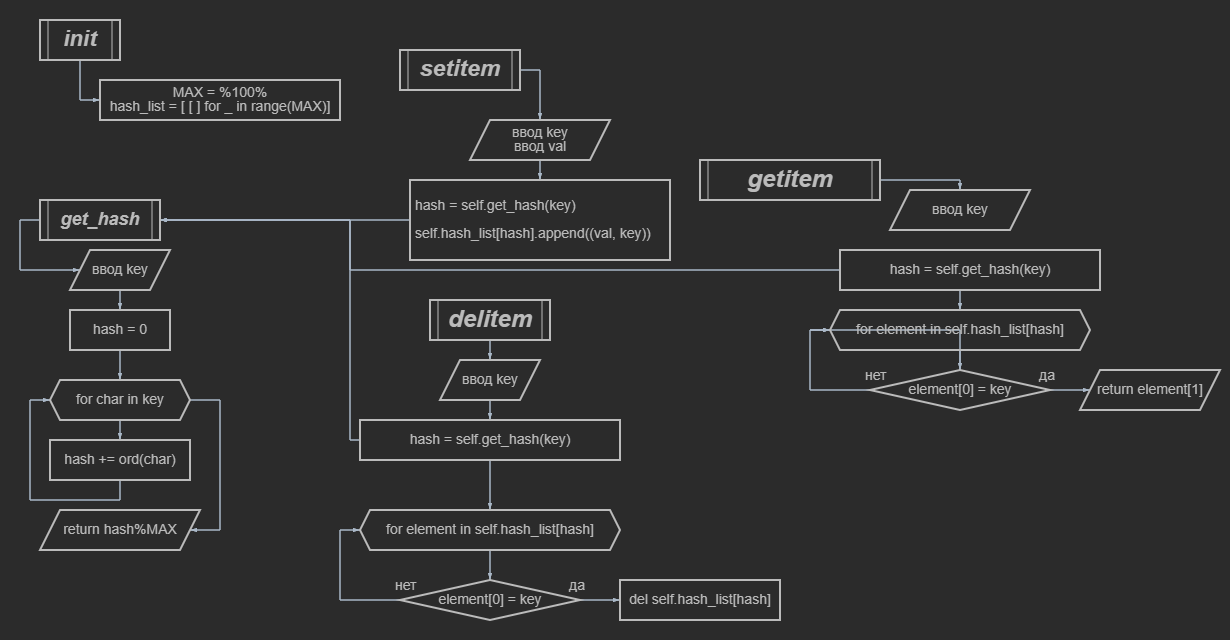 init
MAX = %100%
hash_list = [ [ ] for _ in range(MAX)]
setitem
ввод key
ввод val
hash = self.get_hash(key)
self.hash_list[hash].append((val, key))
getitem
ввод key
hash = self.get_hash(key)
for element in self.hash_list[hash]
нет
да
element[0] = key
return element[1]
get_hash
ввод key
hash = 0
for char in key
hash += ord(char)
return hash%MAX
delitem
ввод key
hash = self.get_hash(key)
for element in self.hash_list[hash]
нет
да
element[0] = key
del self.hash_list[hash]